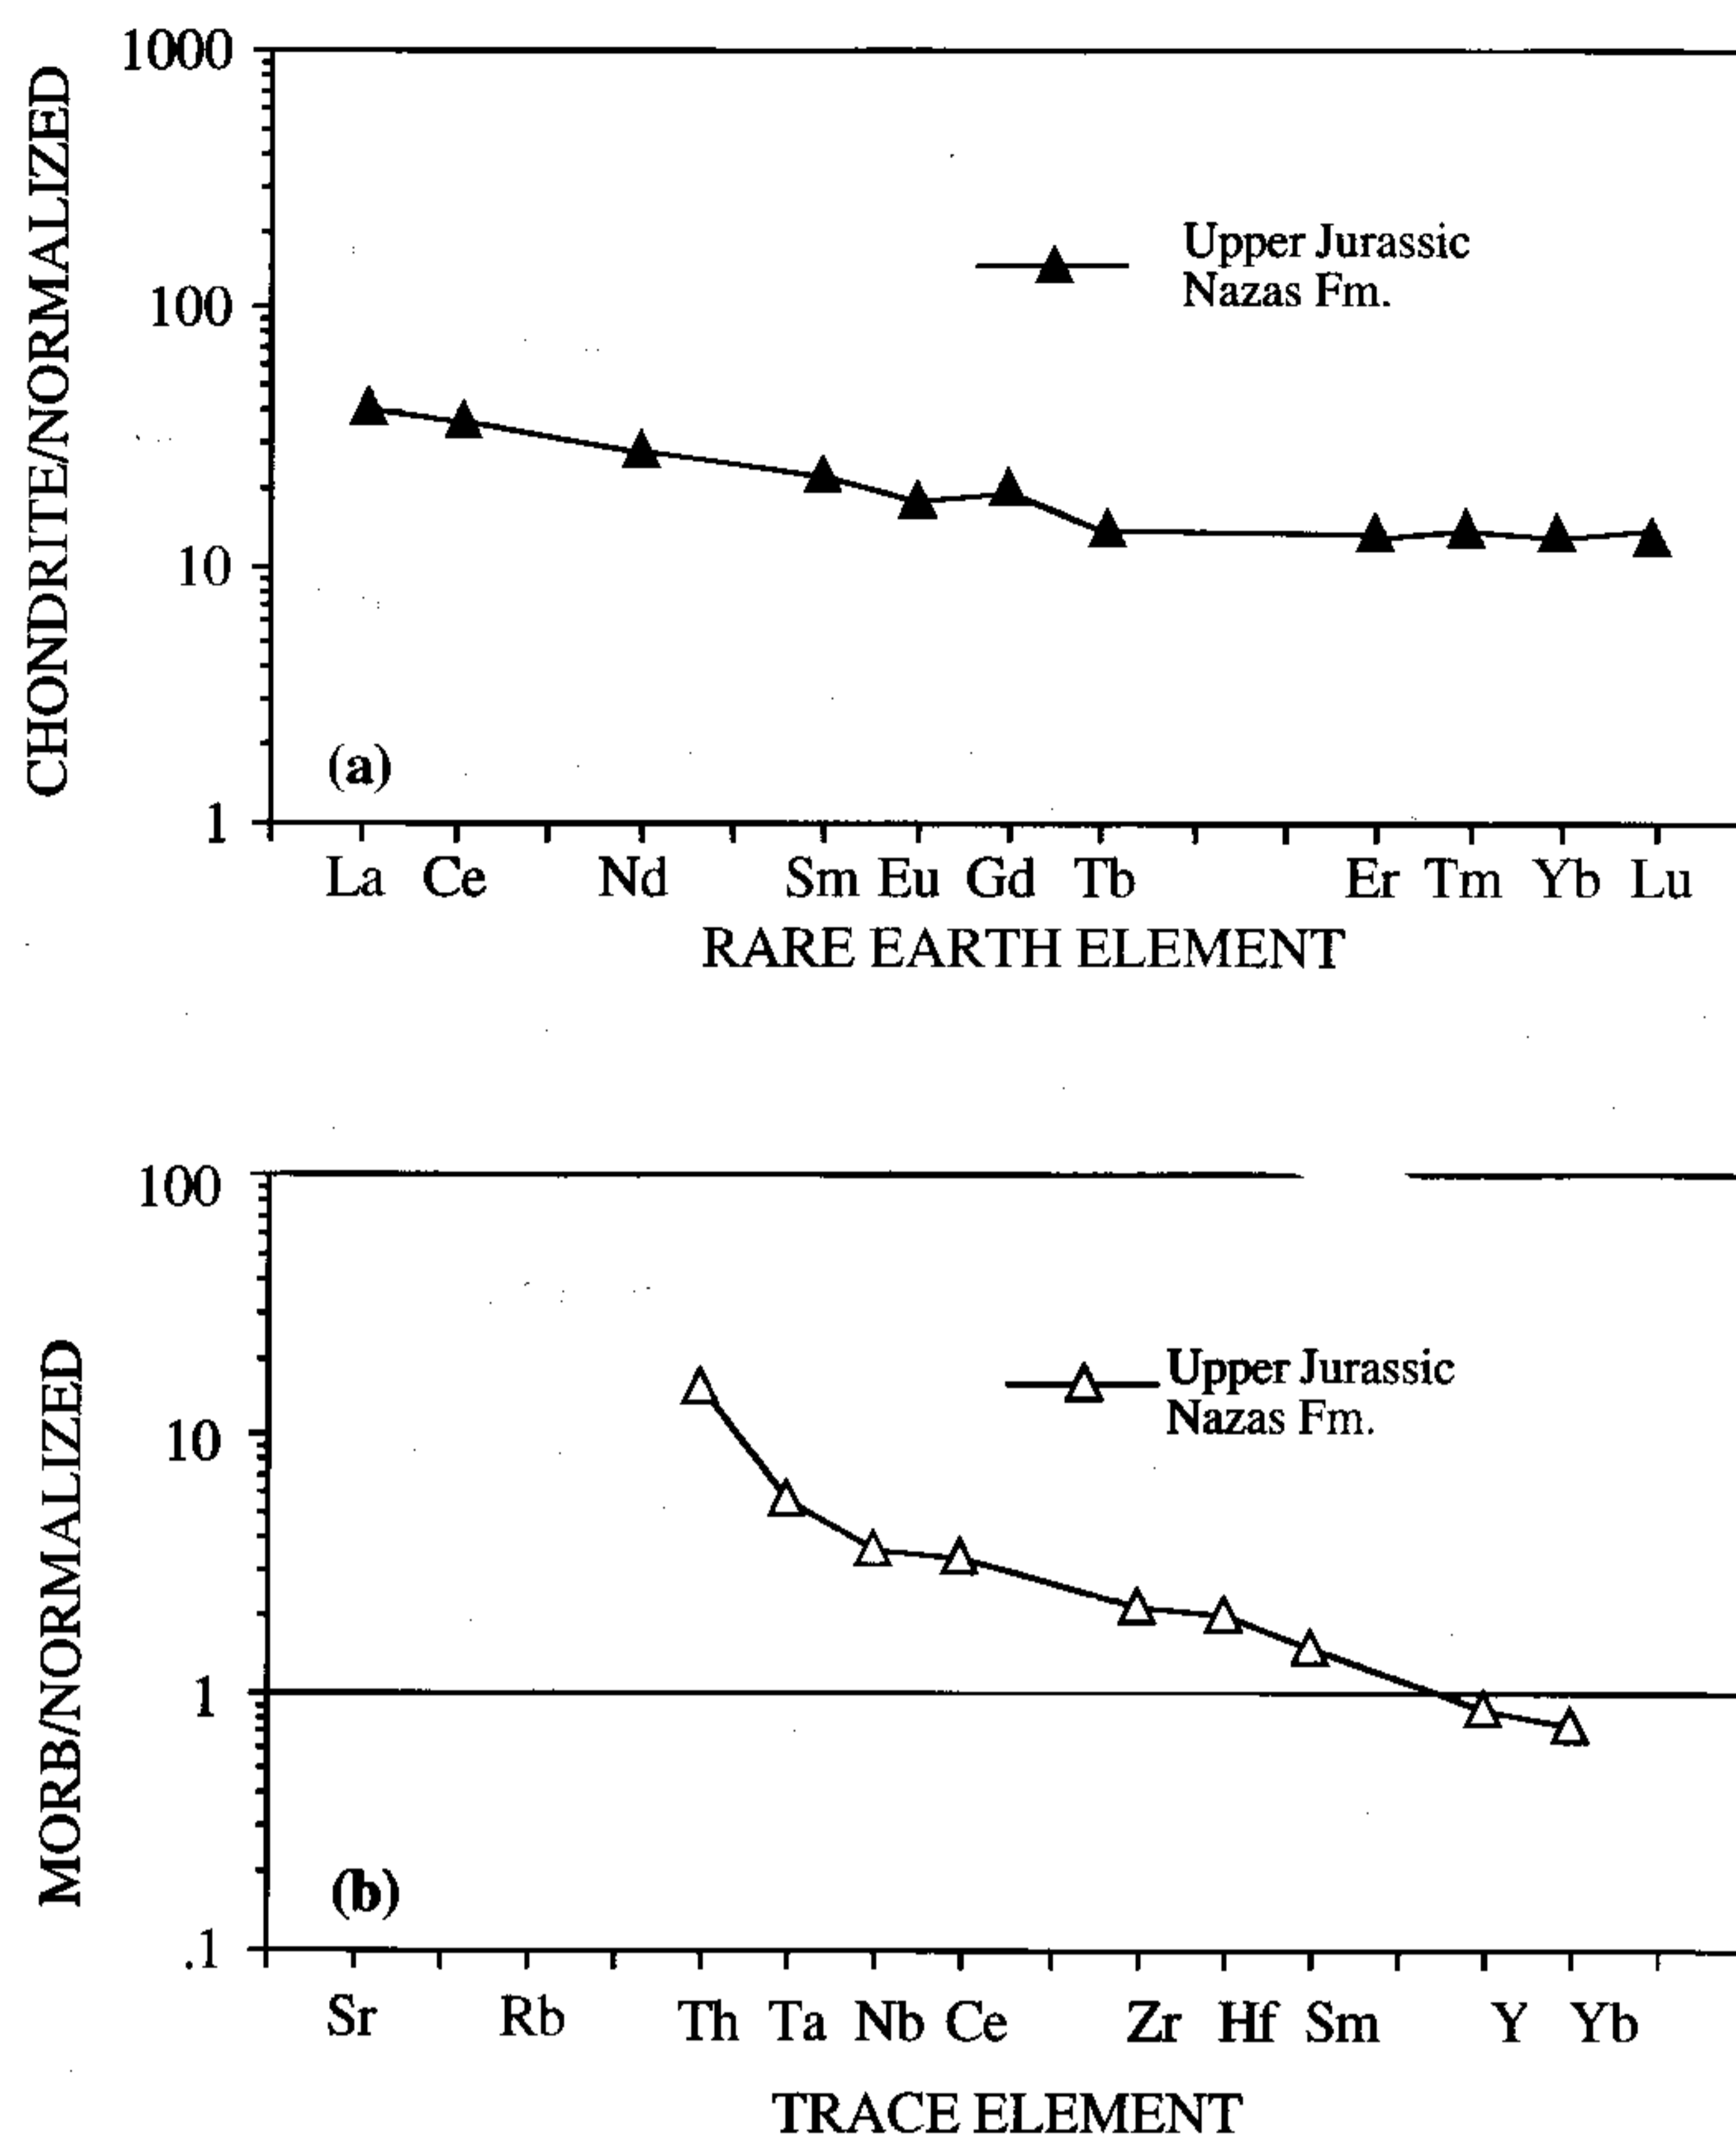 1000
100
10
1
CHONDRITE/NORMALIZED
Upper Jurassic
Nazas Fm.
(a)
La Ce Nd Sm Eu Gd Tb Er Tm Yb Lu
RARE EARTH ELEMENT
100
10
1
.1
MORB/NORMALIZED
Upper Jurassic
Nazas Fm.
(b)
Sr Rb Th Ta Nb Ce Zr Hf Sm Y Yb
TRACE ELEMENT